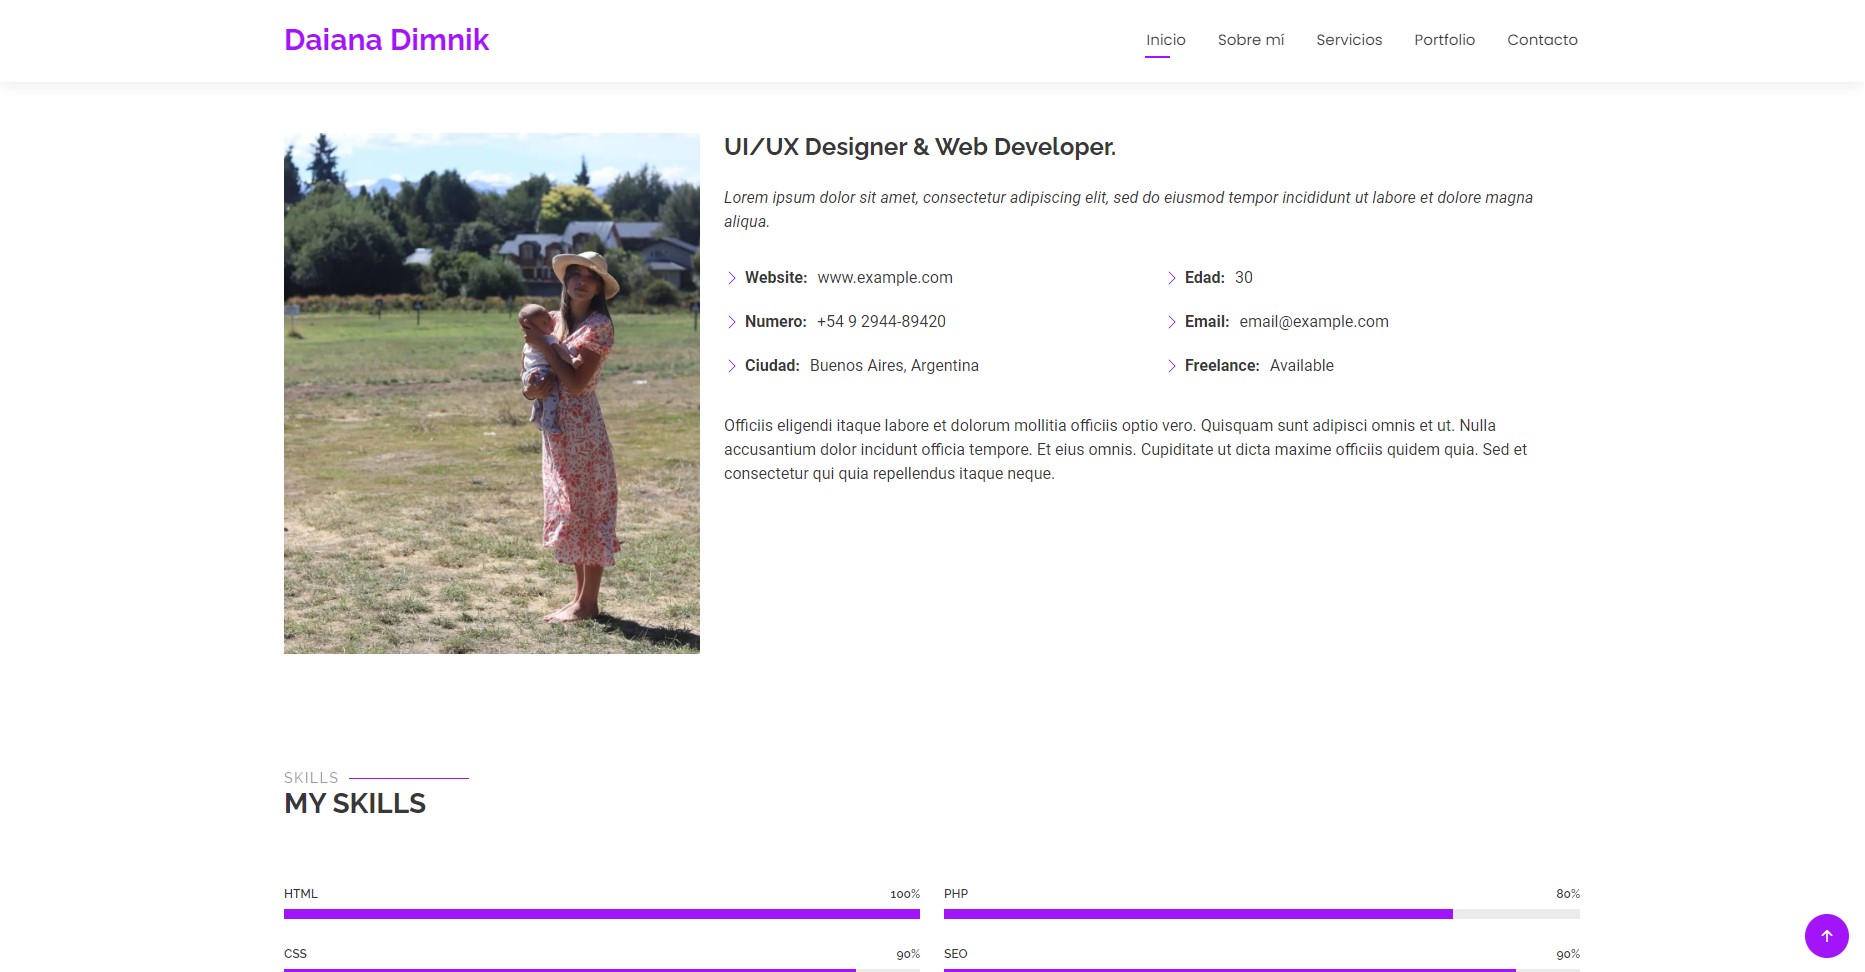 Daiana Dimnik
Inicio Sobre mí Servicios Portfolio Contacto
UI/UX Designer & Web Developer.
Lorem ipsum dolor sit amet, consectetur adipiscing elit, sed do eiusmod tempor incididunt ut labore et dolore magna
aliqua.
Website: www.example.com
Numero: +54 9 2944-89420
Ciudad: Buenos Aires, Argentina
Edad: 30
Email: email@example.com
Freelance: Available
Officiis eligendi itaque labore et dolorum mollitia officiis optio vero. Quisquam sunt adipisci omnis et ut. Nulla
accusantium dolor incidunt officia tempore. Et eius omnis. Cupiditate ut dicta maxime officiis quidem quia. Sed et
consectetur qui quia repellendus itaque neque.
SKILLS
MY SKILLS
HTML 100%
PHP 80%
CSS 90%
SEO 90%